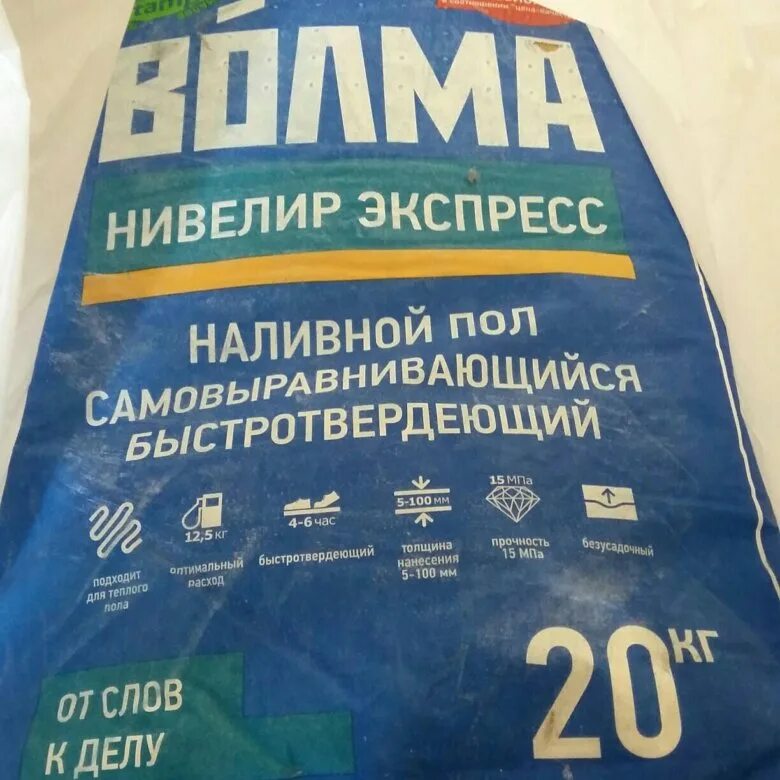 ВО́ЛМА
НИВЕЛИР ЭКСПРЕСС
НАЛИВНОЙ ПОЛ
САМОВЫРАВНИВАЮЩИЙСЯ
БЫСТРОТВЕРДЕЮЩИЙ
12,5 КГ
4-6 ЧАС
5-100 ММ
15 МПа
подходит
для теплого
пола
оптимальный
расход
быстротвердеющий
толщина
нанесения
5-100 мм
прочность
15 МПа
безусадочный
20 КГ
ОТ СЛОВ
К ДЕЛУ